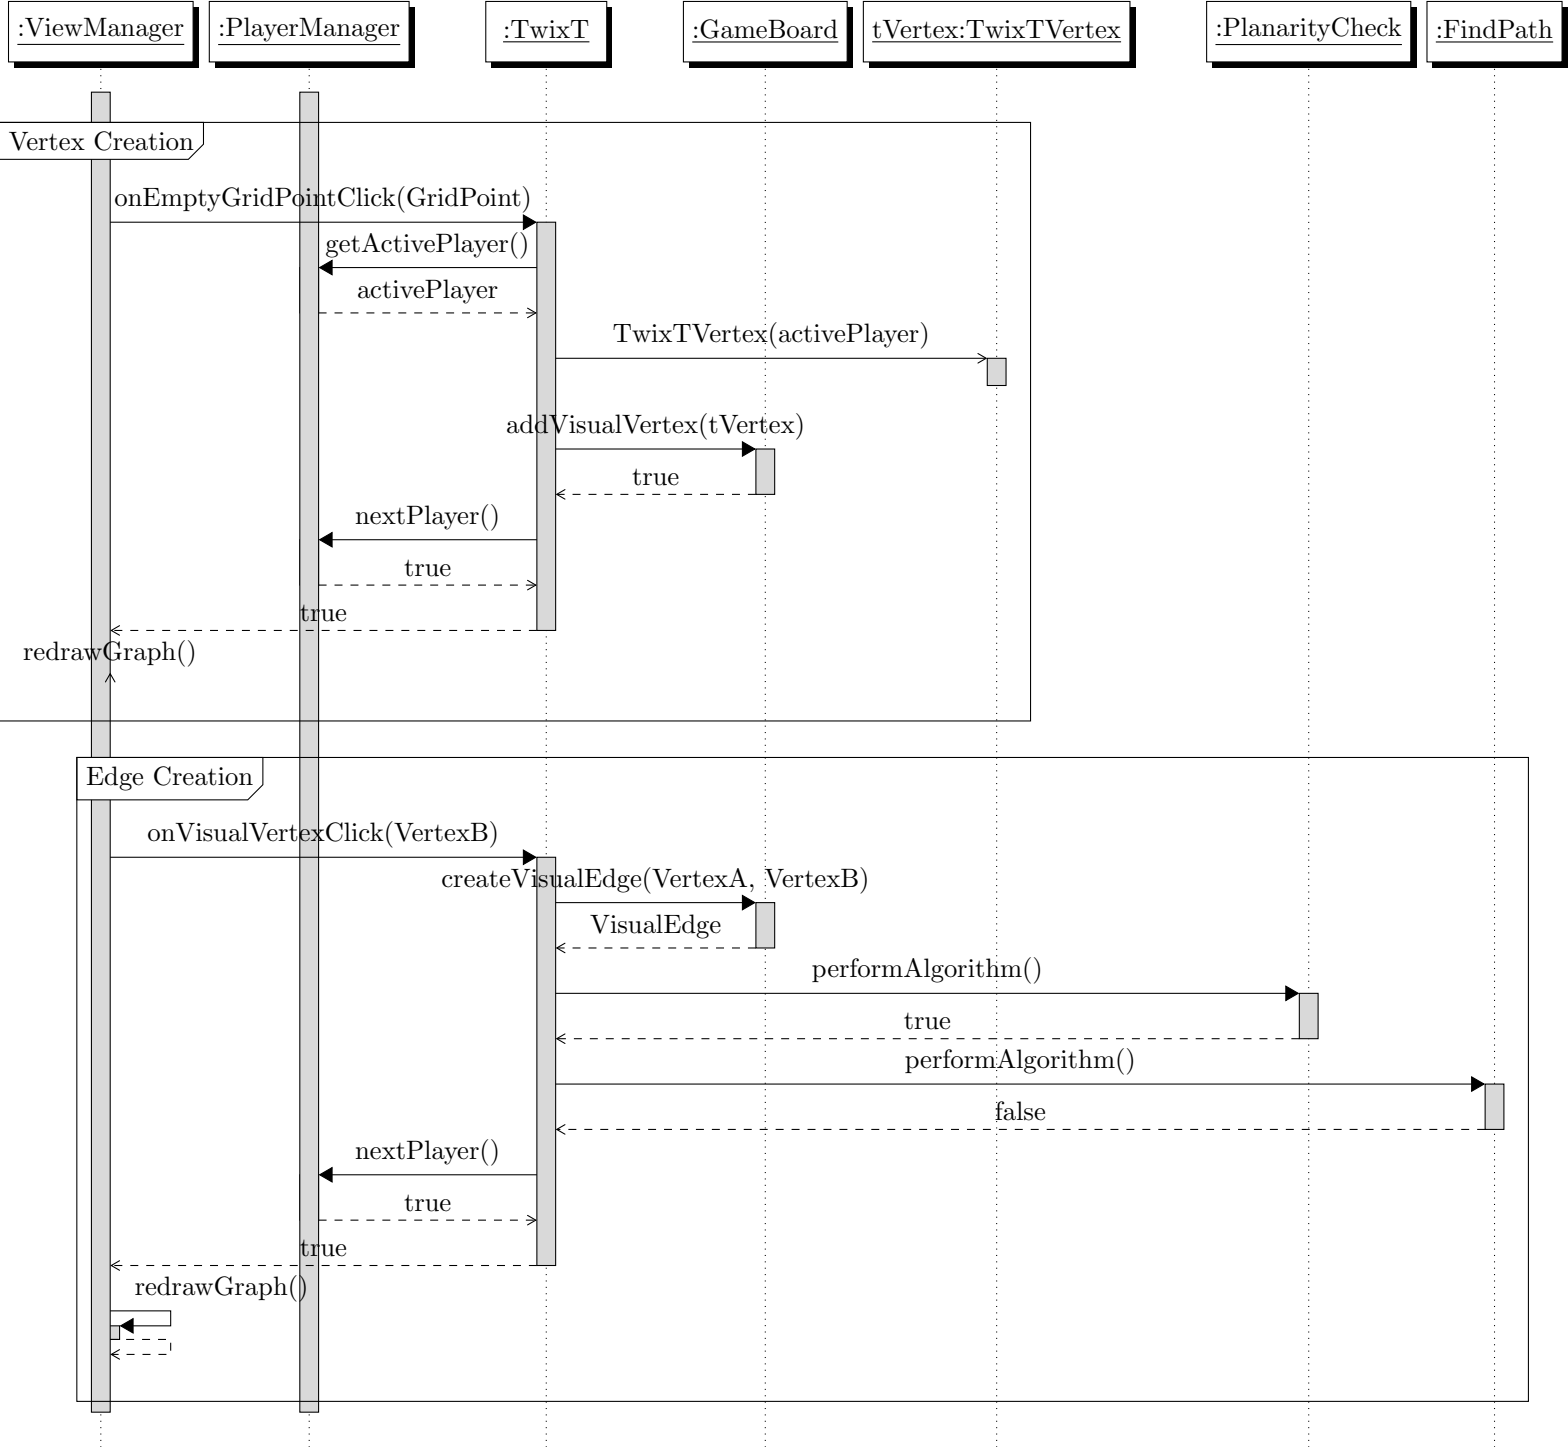 :ViewManager
:PlayerManager
:TwixT
:GameBoard
tVertex:TwixTVertex
:PlanarityCheck
:FindPath
Vertex Creation
onEmptyGridPointClick(GridPoint)
getActivePlayer()
activePlayer
TwixTVertex(activePlayer)
addVisualVertex(tVertex)
true
nextPlayer()
true
true
redrawGraph()
Edge Creation
onVisualVertexClick(VertexB)
createVisualEdge(VertexA, VertexB)
VisualEdge
performAlgorithm()
true
performAlgorithm()
false
nextPlayer()
true
true
redrawGraph()